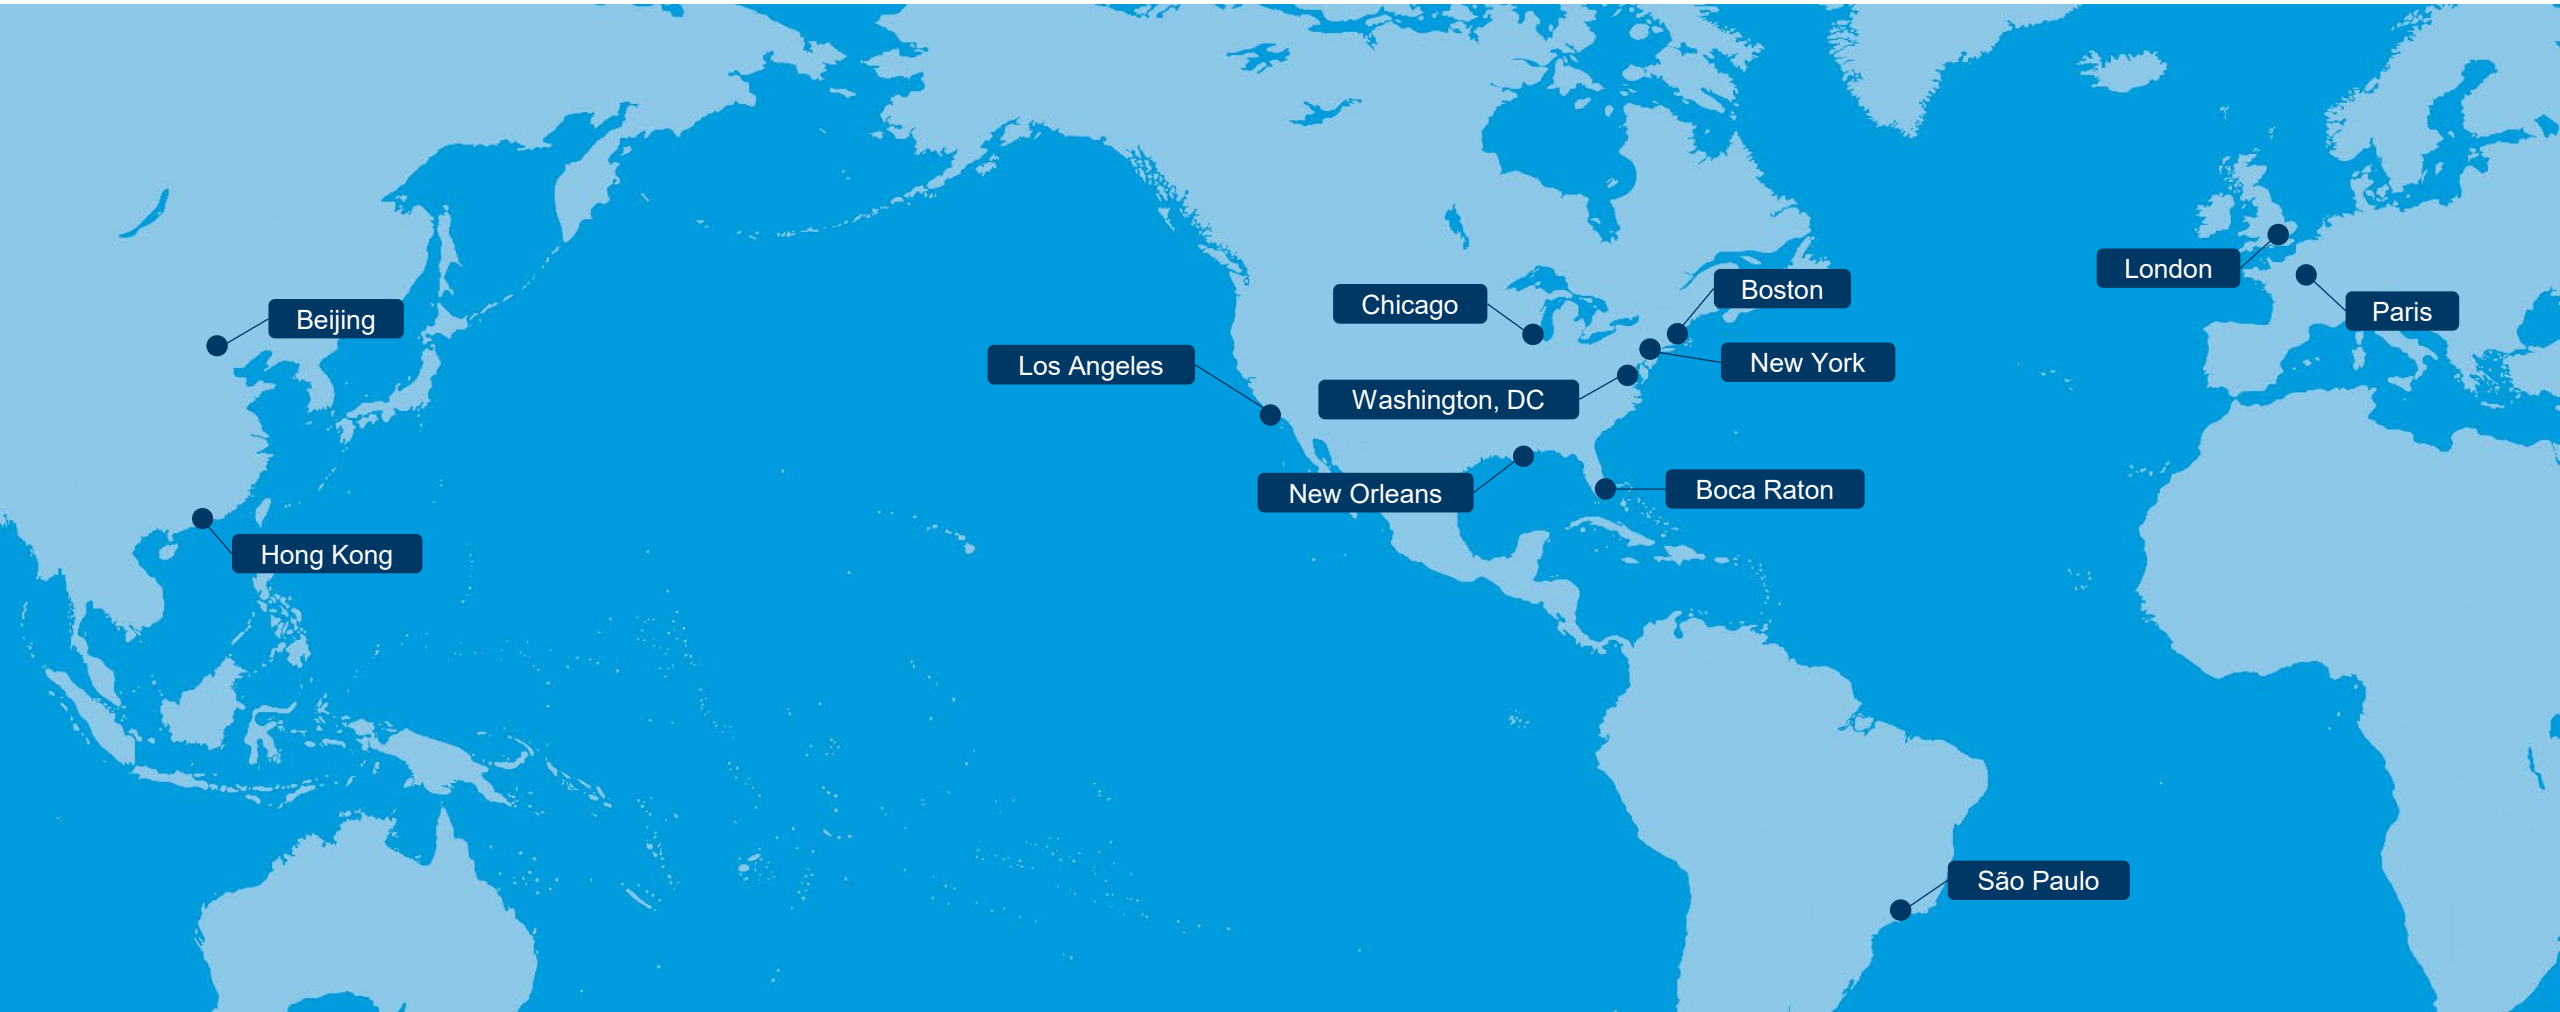 London
Boston
Chicago
Paris
Beijing
New York
Los Angeles
Washington, DC
Boca Raton
New Orleans
Hong Kong
São Paulo